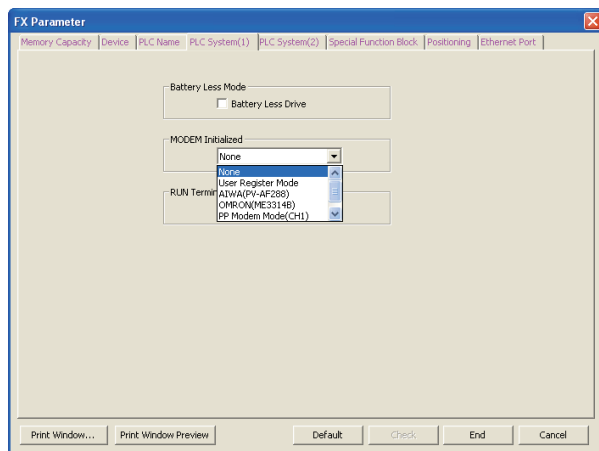 FX Parameter
Memory Capacity Device PLC Name PLC System(1) PLC System(2) Special Function Block Positioning Ethernet Port
Battery Less Mode
Battery Less Drive
MODEM Initialized
None
None
User Register Mode
RUN Termin AIWA(PV-AF288)
OMRON(ME3314B)
PP Modem Mode(CH1)
Print Window... Print Window Preview Default Check End Cancel